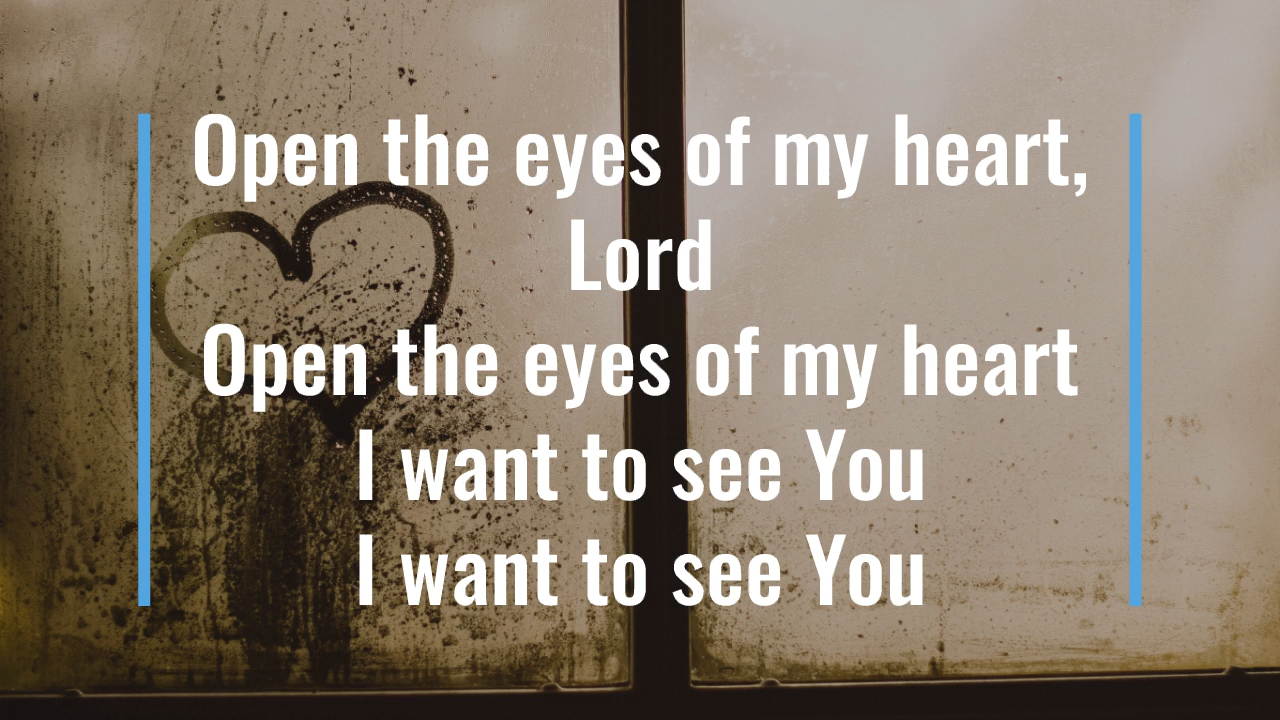 Open the eyes of my heart,
Lord
Open the eyes of my heart
I want to see You
I want to see You